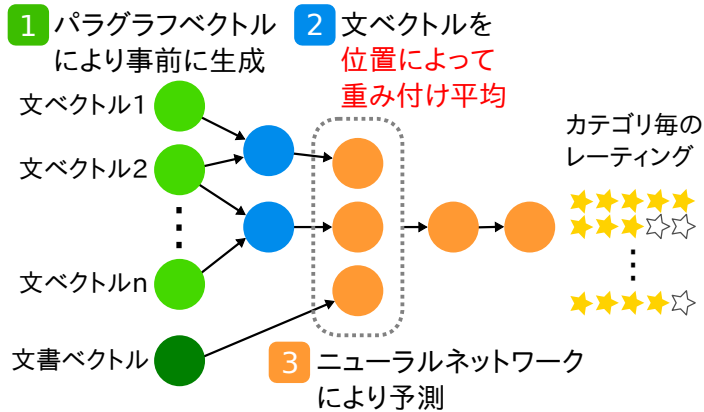 1 パラグラフベクトル
により事前に生成
2 文ベクトルを
位置によって
重み付け平均
文ベクトル1
文ベクトル2
文ベクトルn
文書ベクトル
カテゴリ毎の
レーティング
3 ニューラルネットワーク
により予測